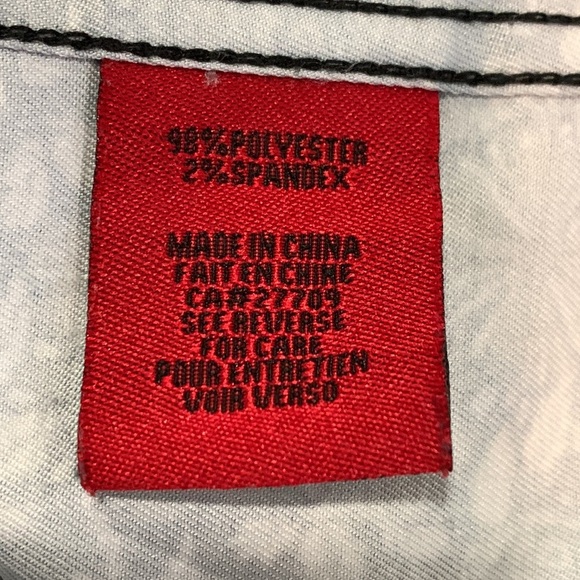 98% POLYESTER
2% SPANDEX
MADE IN CHINA
FAIT EN CHINE
CA#27709
SEE REVERSE
FOR CARE
POUR ENTRETIEN
VOIR VERSO